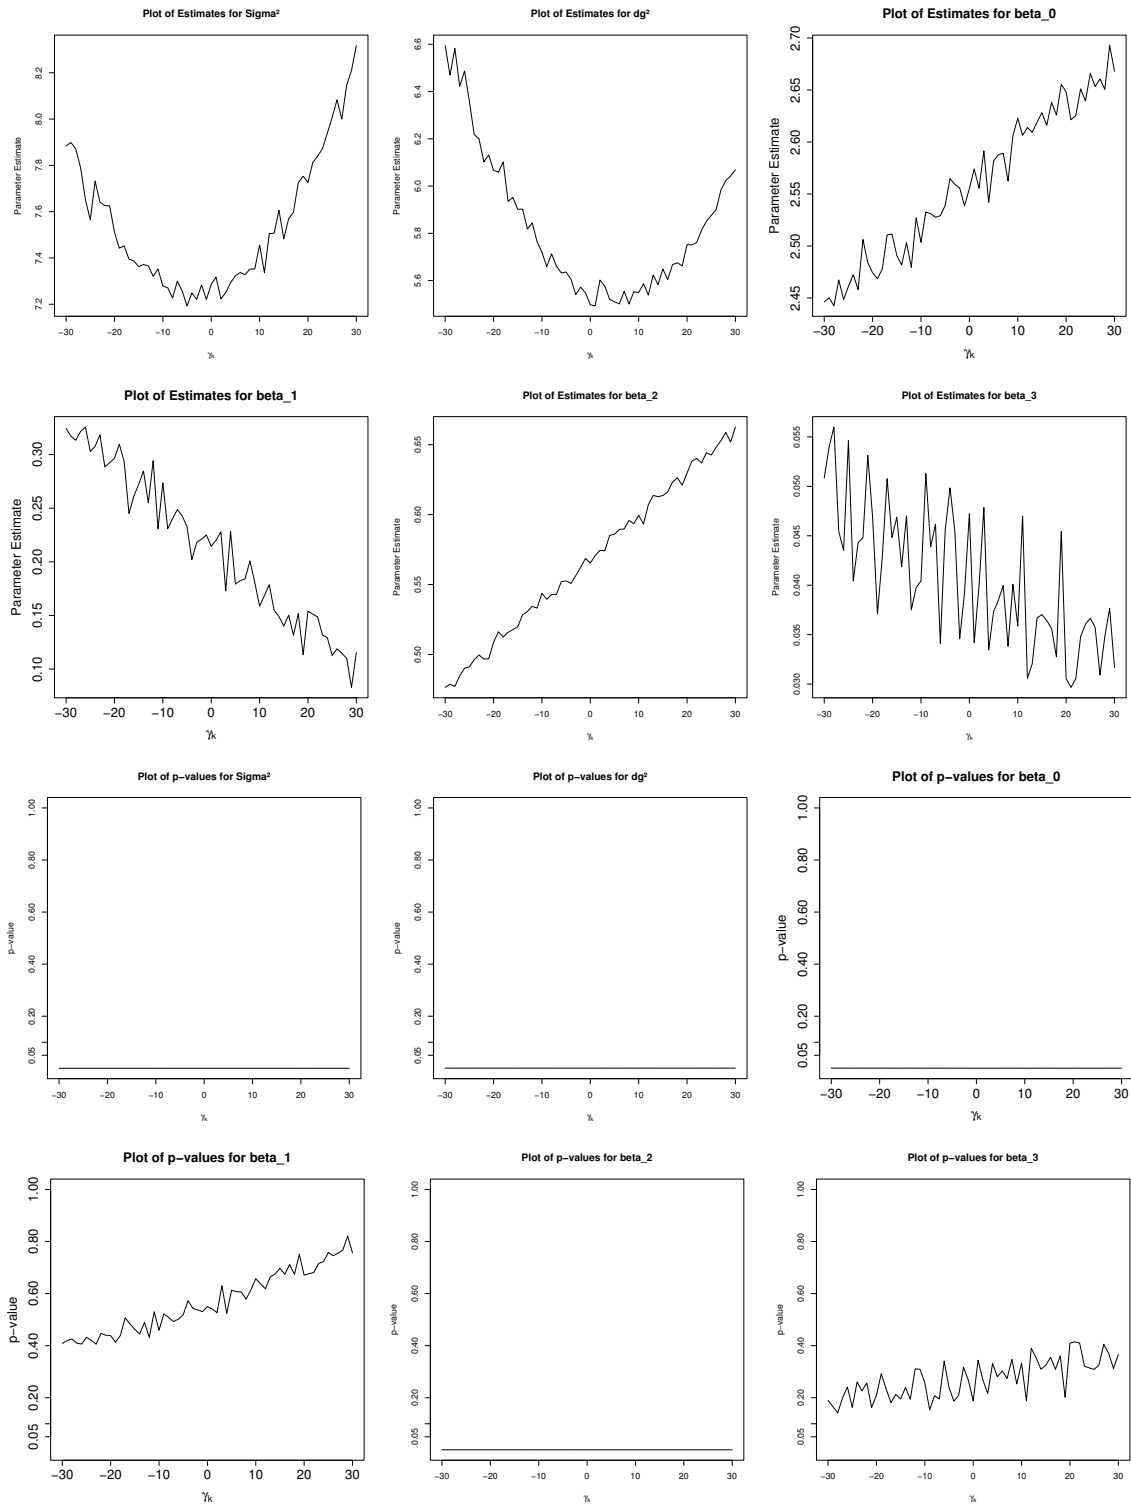 Plot of Estimates for Sigma²
Parameter Estimate
8.2
8.0
7.8
7.6
7.4
7.2
−30 −20 −10 0 10 20 30
γk
Plot of Estimates for dg²
Parameter Estimate
6.6
6.4
6.2
6.0
5.8
5.6
−30 −20 −10 0 10 20 30
γk
Plot of Estimates for beta_0
Parameter Estimate
2.70
2.65
2.60
2.55
2.50
2.45
−30 −20 −10 0 10 20 30
γk
Plot of Estimates for beta_1
Parameter Estimate
0.30
0.25
0.20
0.15
0.10
−30 −20 −10 0 10 20 30
γk
Plot of Estimates for beta_2
Parameter Estimate
0.65
0.60
0.55
0.50
−30 −20 −10 0 10 20 30
γk
Plot of Estimates for beta_3
Parameter Estimate
0.055
0.050
0.045
0.040
0.035
0.030
−30 −20 −10 0 10 20 30
γk
Plot of p−values for Sigma²
p−value
1.00
0.80
0.60
0.40
0.20
0.05
−30 −20 −10 0 10 20 30
γk
Plot of p−values for dg²
p−value
1.00
0.80
0.60
0.40
0.20
0.05
−30 −20 −10 0 10 20 30
γk
Plot of p−values for beta_0
p−value
1.00
0.80
0.60
0.40
0.20
0.05
−30 −20 −10 0 10 20 30
γk
Plot of p−values for beta_1
p−value
1.00
0.80
0.60
0.40
0.20
0.05
−30 −20 −10 0 10 20 30
γk
Plot of p−values for beta_2
p−value
1.00
0.80
0.60
0.40
0.20
0.05
−30 −20 −10 0 10 20 30
γk
Plot of p−values for beta_3
p−value
1.00
0.80
0.60
0.40
0.20
0.05
−30 −20 −10 0 10 20 30
γk